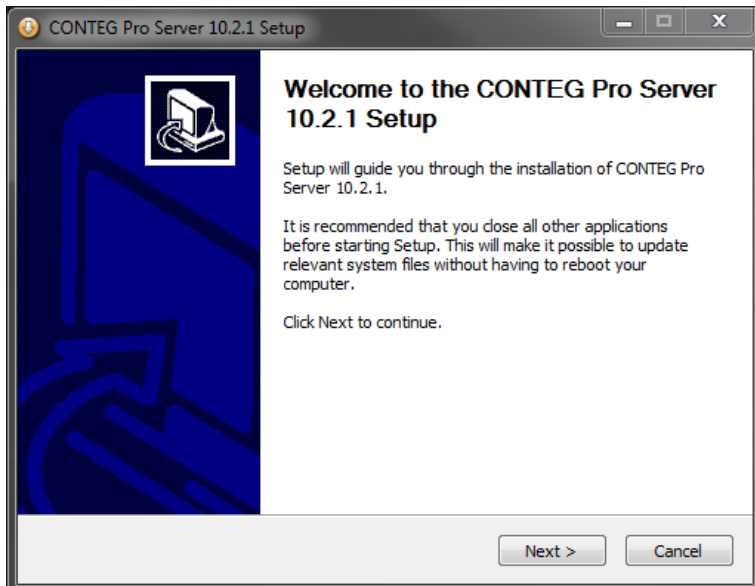 CONTEG Pro Server 10.2.1 Setup
Welcome to the CONTEG Pro Server
10.2.1 Setup
Setup will guide you through the installation of CONTEG Pro
Server 10.2.1.
It is recommended that you close all other applications
before starting Setup. This will make it possible to update
relevant system files without having to reboot your
computer.
Click Next to continue.
Next >
Cancel